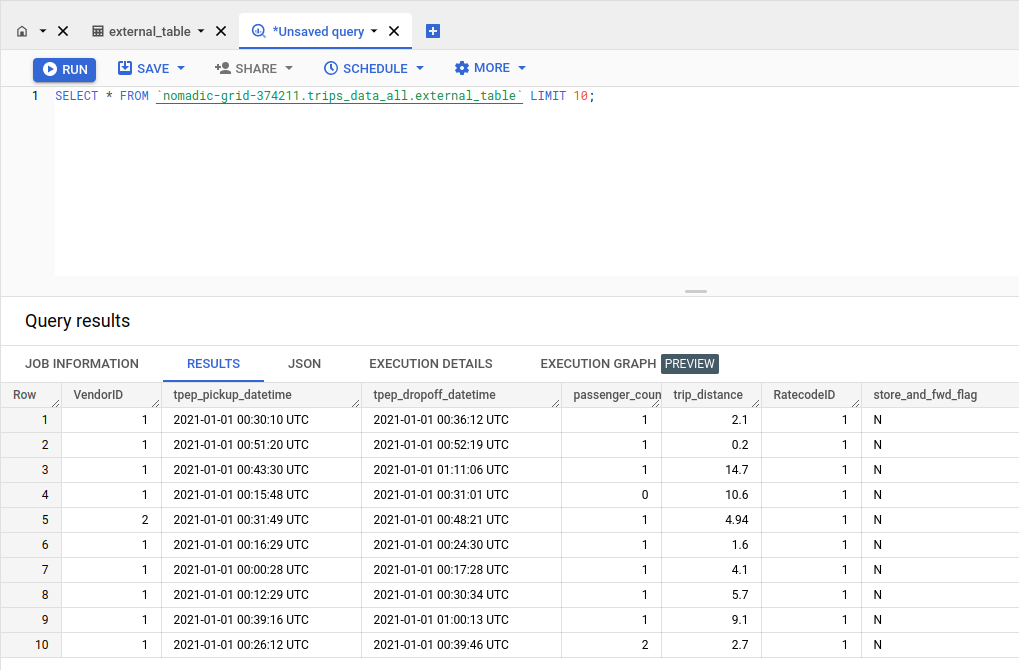 external_table *Unsaved query
RUN SAVE SHARE SCHEDULE MORE
1 SELECT * FROM `nomadic-grid-374211.trips_data_all.external_table` LIMIT 10;
Query results
JOB INFORMATION RESULTS JSON EXECUTION DETAILS EXECUTION GRAPH PREVIEW
Row VendorID tpep_pickup_datetime tpep_dropoff_datetime passenger_coun trip_distance RatecodeID store_and_fwd_flag
1 1 2021-01-01 00:30:10 UTC 2021-01-01 00:36:12 UTC 1 2.1 1 N
2 1 2021-01-01 00:51:20 UTC 2021-01-01 00:52:19 UTC 1 0.2 1 N
3 1 2021-01-01 00:43:30 UTC 2021-01-01 01:11:06 UTC 1 14.7 1 N
4 1 2021-01-01 00:15:48 UTC 2021-01-01 00:31:01 UTC 0 10.6 1 N
5 2 2021-01-01 00:31:49 UTC 2021-01-01 00:48:21 UTC 1 4.94 1 N
6 1 2021-01-01 00:16:29 UTC 2021-01-01 00:24:30 UTC 1 1.6 1 N
7 1 2021-01-01 00:00:28 UTC 2021-01-01 00:17:28 UTC 1 4.1 1 N
8 1 2021-01-01 00:12:29 UTC 2021-01-01 00:30:34 UTC 1 5.7 1 N
9 1 2021-01-01 00:39:16 UTC 2021-01-01 01:00:13 UTC 1 9.1 1 N
10 1 2021-01-01 00:26:12 UTC 2021-01-01 00:39:46 UTC 2 2.7 1 N